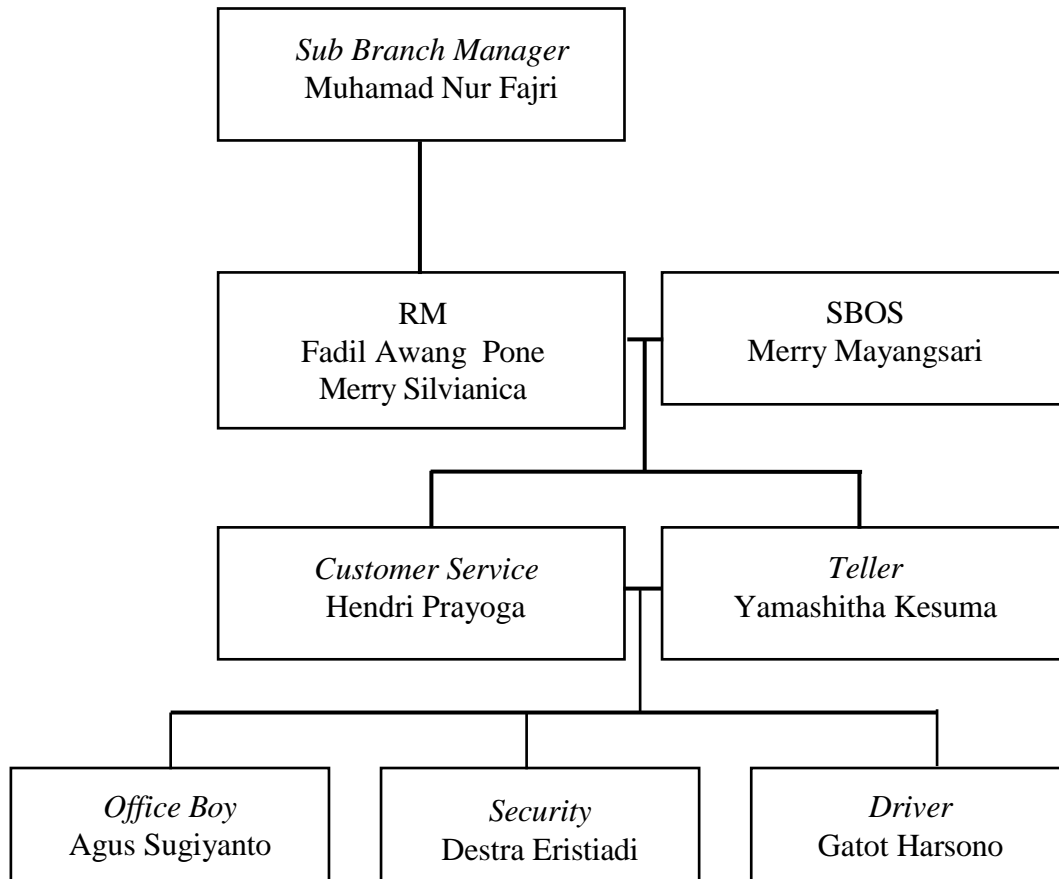 Sub Branch Manager
Muhamad Nur Fajri
RM
Fadil Awang Pone
Merry Silvianica
SBOS
Merry Mayangsari
Customer Service
Hendri Prayoga
Teller
Yamashitha Kesuma
Office Boy
Agus Sugiyanto
Security
Destra Eristiadi
Driver
Gatot Harsono